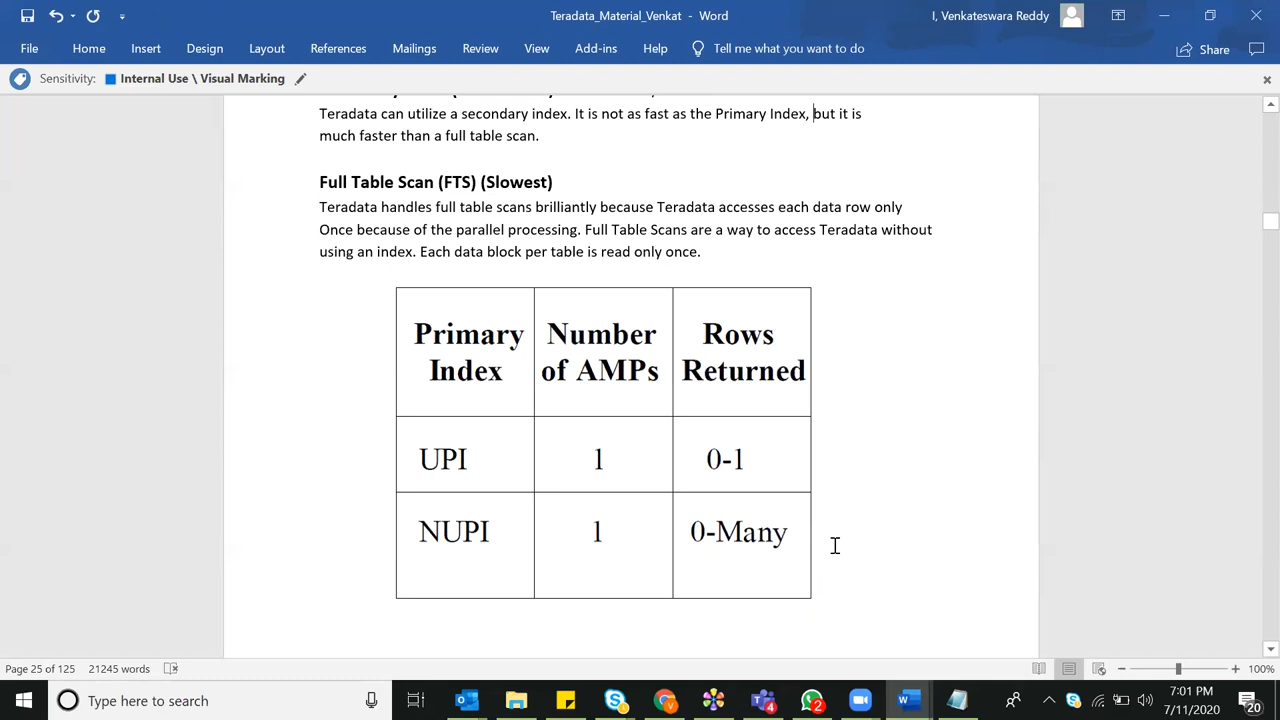 Teradata_Material_Venkat - Word
I, Venkateswara Reddy
File Home Insert Design Layout References Mailings Review View Add-ins Help Tell me what you want to do Share
Sensitivity: Internal Use \ Visual Marking
Teradata can utilize a secondary index. It is not as fast as the Primary Index, but it is
much faster than a full table scan.
Full Table Scan (FTS) (Slowest)
Teradata handles full table scans brilliantly because Teradata accesses each data row only
Once because of the parallel processing. Full Table Scans are a way to access Teradata without
using an index. Each data block per table is read only once.
Primary Index
Number of AMPs
Rows Returned
UPI 1 0-1
NUPI 1 0-Many
Page 25 of 125 21245 words 100%
Type here to search
4
2
7:01 PM
7/11/2020
20